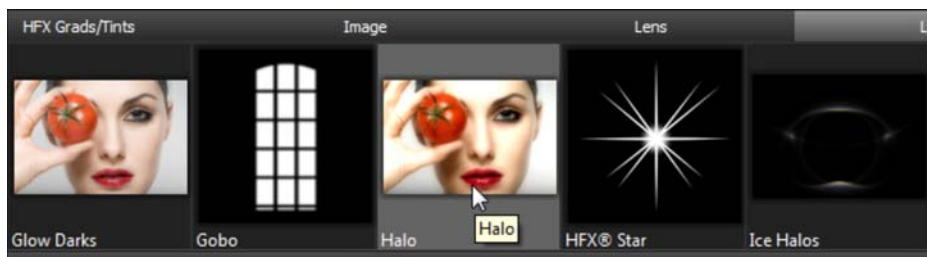 HFX Grads/Tints Image Lens
Halo
Glow Darks Gobo Halo HFX® Star Ice Halos